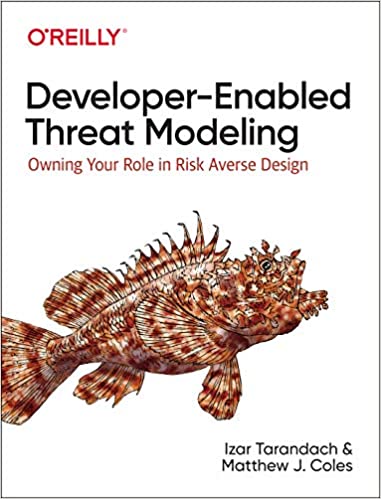 O'REILLY®
Developer-Enabled
Threat Modeling
Owning Your Role in Risk Averse Design
Izar Tarandach &
Matthew J. Coles